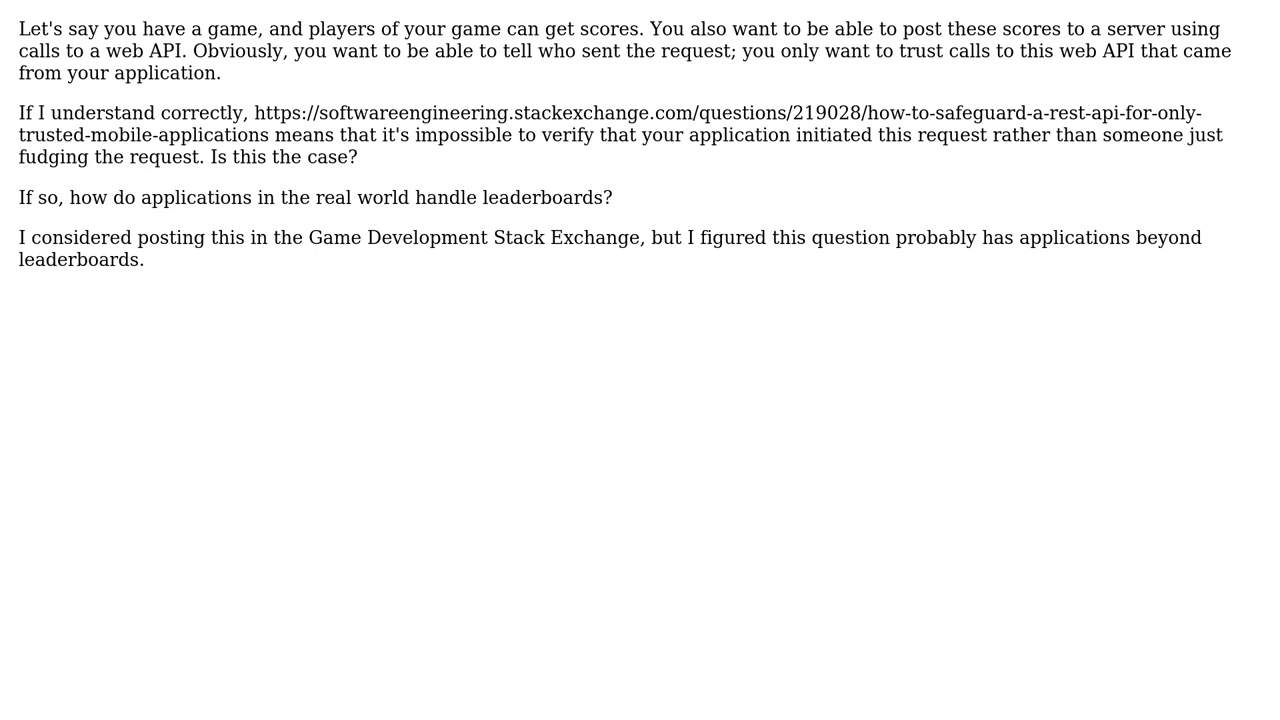 Let's say you have a game, and players of your game can get scores. You also want to be able to post these scores to a server using
calls to a web API. Obviously, you want to be able to tell who sent the request; you only want to trust calls to this web API that came
from your application.
If I understand correctly, https://softwareengineering.stackexchange.com/questions/219028/how-to-safeguard-a-rest-api-for-only-
trusted-mobile-applications means that it's impossible to verify that your application initiated this request rather than someone just
fudging the request. Is this the case?
If so, how do applications in the real world handle leaderboards?
I considered posting this in the Game Development Stack Exchange, but I figured this question probably has applications beyond
leaderboards.